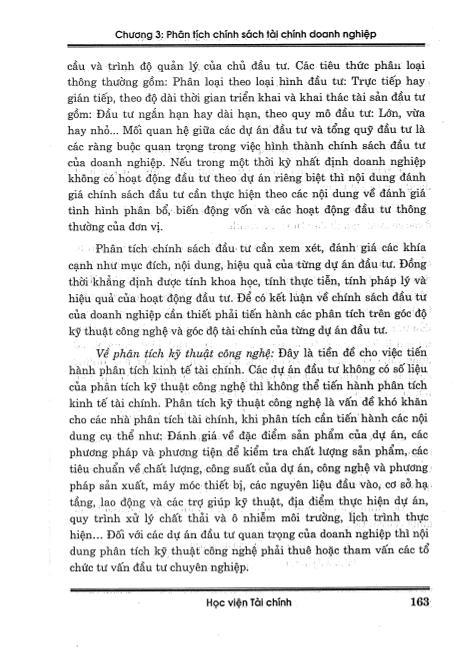 Chương 3: Phân tịch chính sách tài chính doanh nghiệp
cầu và trình độ quản lý của chủ đầu tư. Các tiêu thức phân loại
thông thường gồm: Phân loại theo loại hình đầu tư: Trực tiếp hay
gián tiếp, theo độ dài thời gian triển khai và khai thác tài sản đầu tư
gồm: Đầu tư ngắn hạn hay dài hạn, theo quy mô đầu tư: Lớn, vừa
hay nhỏ... Mối quan hệ giữa các dự án đầu tư và tổng quỹ đầu tư là
các ràng buộc quan trọng trong việc hình thành chính sách đầu tư
của doanh nghiệp. Nếu trong một thời kỳ nhất định doanh nghiệp
không có hoạt động đầu tư theo dự án riêng biệt thì nội dung đánh
giá chính sách đầu tư cần thực hiện theo các nội dung về đánh giá
tình hình phân bổ, biến động vốn và các hoạt động đầu tư thông
thường của đơn vị.
Phân tích chính sách đầu tư cần xem xét, đánh giá các khía
cạnh như mục đích, nội dung, hiệu quả của từng dự án đầu tư. Đồng
thời khẳng định được tính khoa học, tính thực tiễn, tính pháp lý và
hiệu quả của hoạt động đầu tư. Để có kết luận về chính sách đầu tư
của doanh nghiệp cần thiết phải tiến hành các phân tích trên góc độ
kỹ thuật công nghệ và góc độ tài chính của từng dự án đầu tư.
Về phân tích kỹ thuật công nghệ: Đây là tiền đề cho việc tiến
hành phân tích kinh tế tài chính. Các dự án đầu tư không có số liệu
của phân tích kỹ thuật công nghệ thì không thể tiến hành phân tích
kinh tế tài chính. Phân tích kỹ thuật công nghệ là vấn đề khó khăn
cho các nhà phân tích tài chính, khi phân tích cần tiến hành các nội
dung cụ thể như: Đánh giá về đặc điểm sản phẩm của dự án, các
phương pháp và phương tiện để kiểm tra chất lượng sản phẩm, các
tiêu chuẩn về chất lượng, công suất của dự án, công nghệ và phương
pháp sản xuất, máy móc thiết bị, các nguyên liệu đầu vào, cơ sở hạ
tầng, lao động và các trợ giúp kỹ thuật, địa điểm thực hiện dự án,
quy trình xử lý chất thải và ô nhiễm môi trường, lịch trình thực
hiện... Đối với các dự án đầu tư quan trọng của doanh nghiệp thì nội
dung phân tích kỹ thuật công nghệ phải thuê hoặc tham vấn các tổ
chức tư vấn đầu tư chuyên nghiệp.
Học viện Tài chính 163